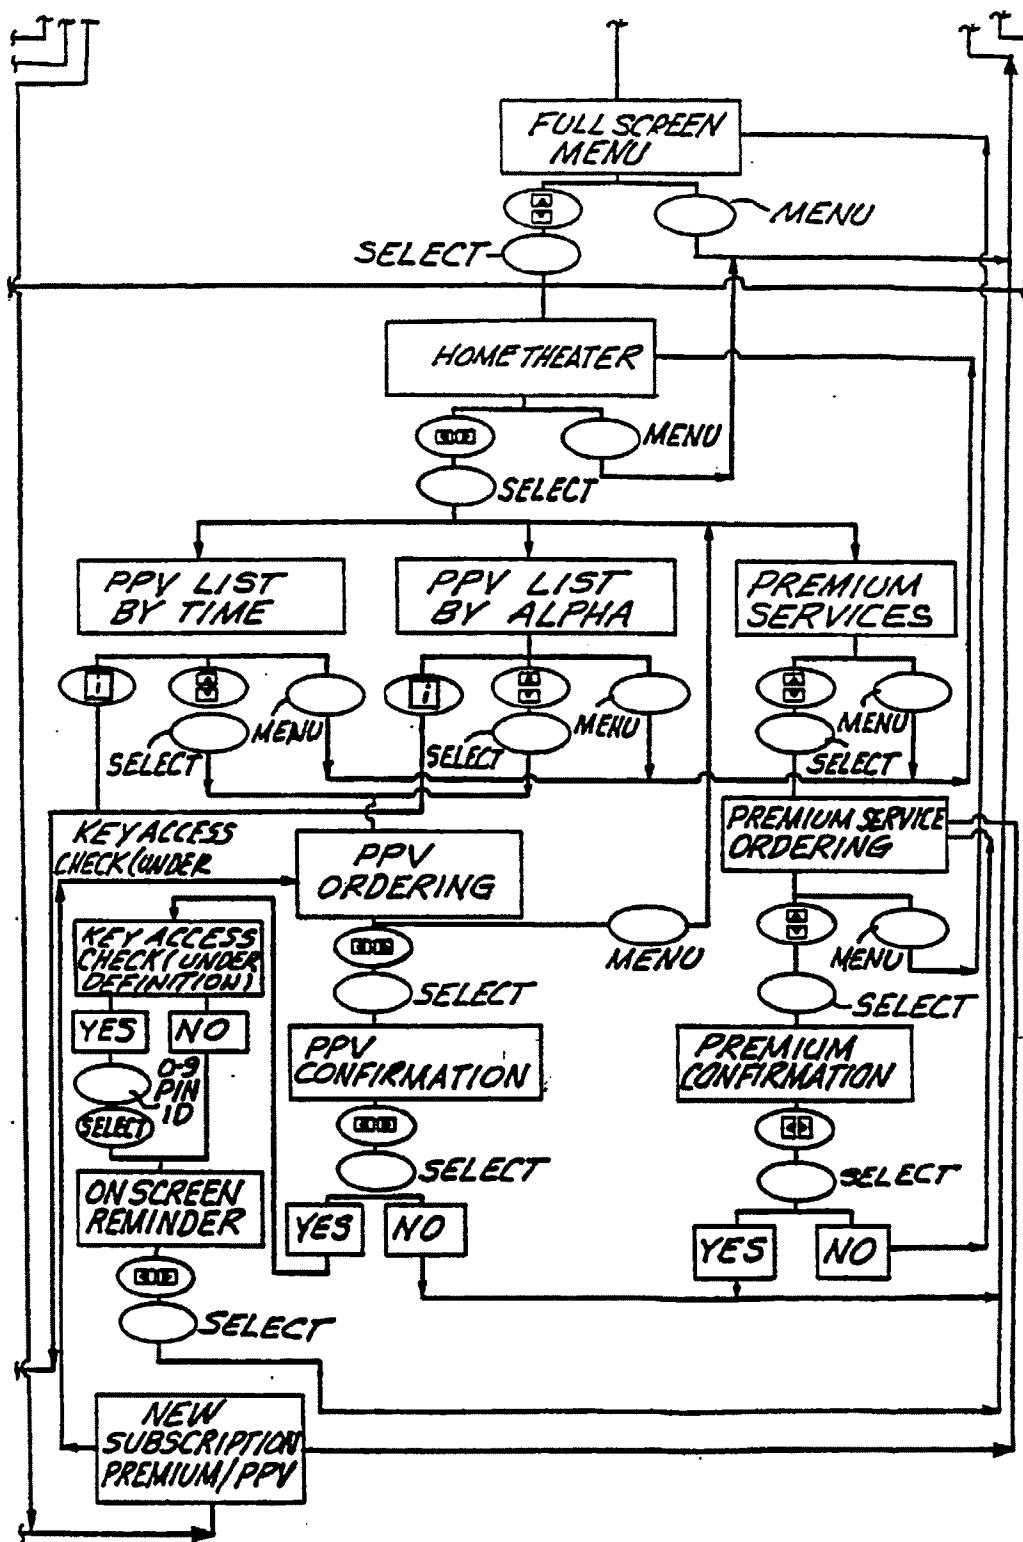 FULL SCREEN
MENU
MENU
SELECT
HOME THEATER
MENU
SELECT
PPV LIST
BY TIME
PPV LIST
BY ALPHA
PREMIUM
SERVICES
i
i
MENU
MENU
MENU
SELECT
SELECT
SELECT
KEY ACCESS
CHECK (UNDER
PPV
ORDERING
PREMIUM SERVICE
ORDERING
KEY ACCESS
CHECK (UNDER
DEFINITION)
MENU
MENU
SELECT
SELECT
YES
NO
PPV
CONFIRMATION
PREMIUM
CONFIRMATION
0-9
PIN
ID
SELECT
SELECT
SELECT
ON SCREEN
REMINDER
YES
NO
YES
NO
SELECT
NEW
SUBSCRIPTION
PREMIUM/PPV